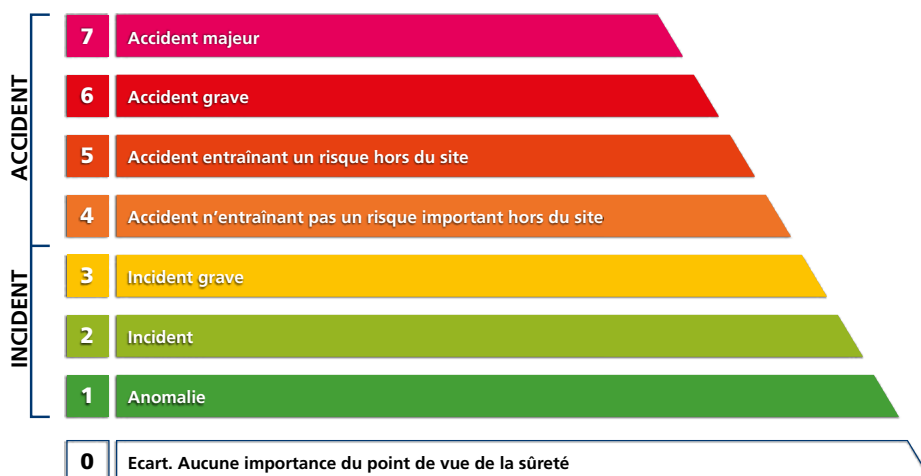 ACCIDENT
7 Accident majeur
6 Accident grave
5 Accident entraînant un risque hors du site
4 Accident n’entraînant pas un risque important hors du site
INCIDENT
3 Incident grave
2 Incident
1 Anomalie
0 Ecart. Aucune importance du point de vue de la sûreté